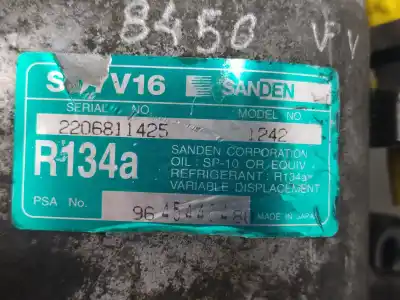 8450
V16 SANDEN
SERIAL NO. MODEL NO
2206811425 1242
R134a
SANDEN CORPORATION
OIL: SP-10 OR EQUIV
REFRIGERANT: R134a
VARIABLE DISPLACEMENT
PSA No.
MADE IN JAPAN